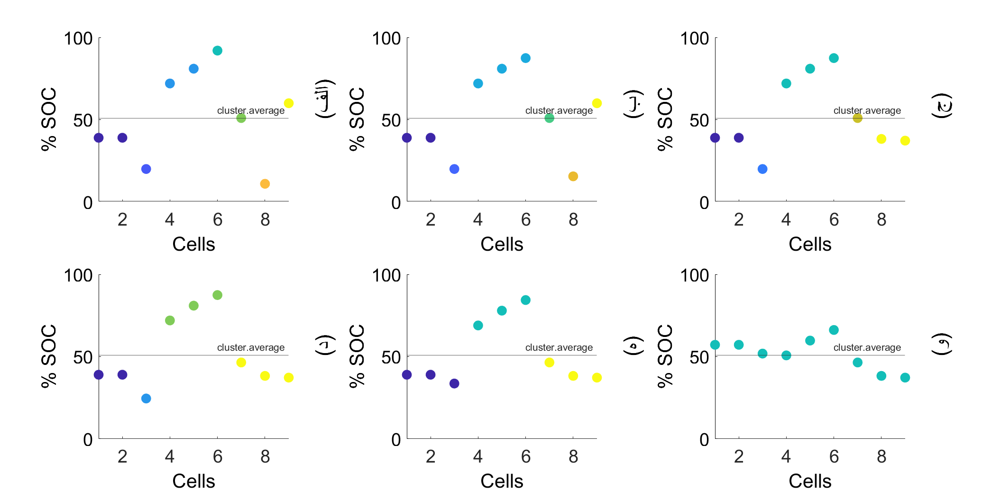 100
50
0
% SOC
cluster.average
2 4 6 8
Cells
(الف)
100
50
0
% SOC
cluster.average
2 4 6 8
Cells
(ب)
100
50
0
% SOC
cluster.average
2 4 6 8
Cells
(ج)
100
50
0
% SOC
cluster.average
2 4 6 8
Cells
(د)
100
50
0
% SOC
cluster.average
2 4 6 8
Cells
(ه)
100
50
0
% SOC
cluster.average
2 4 6 8
Cells
(و)